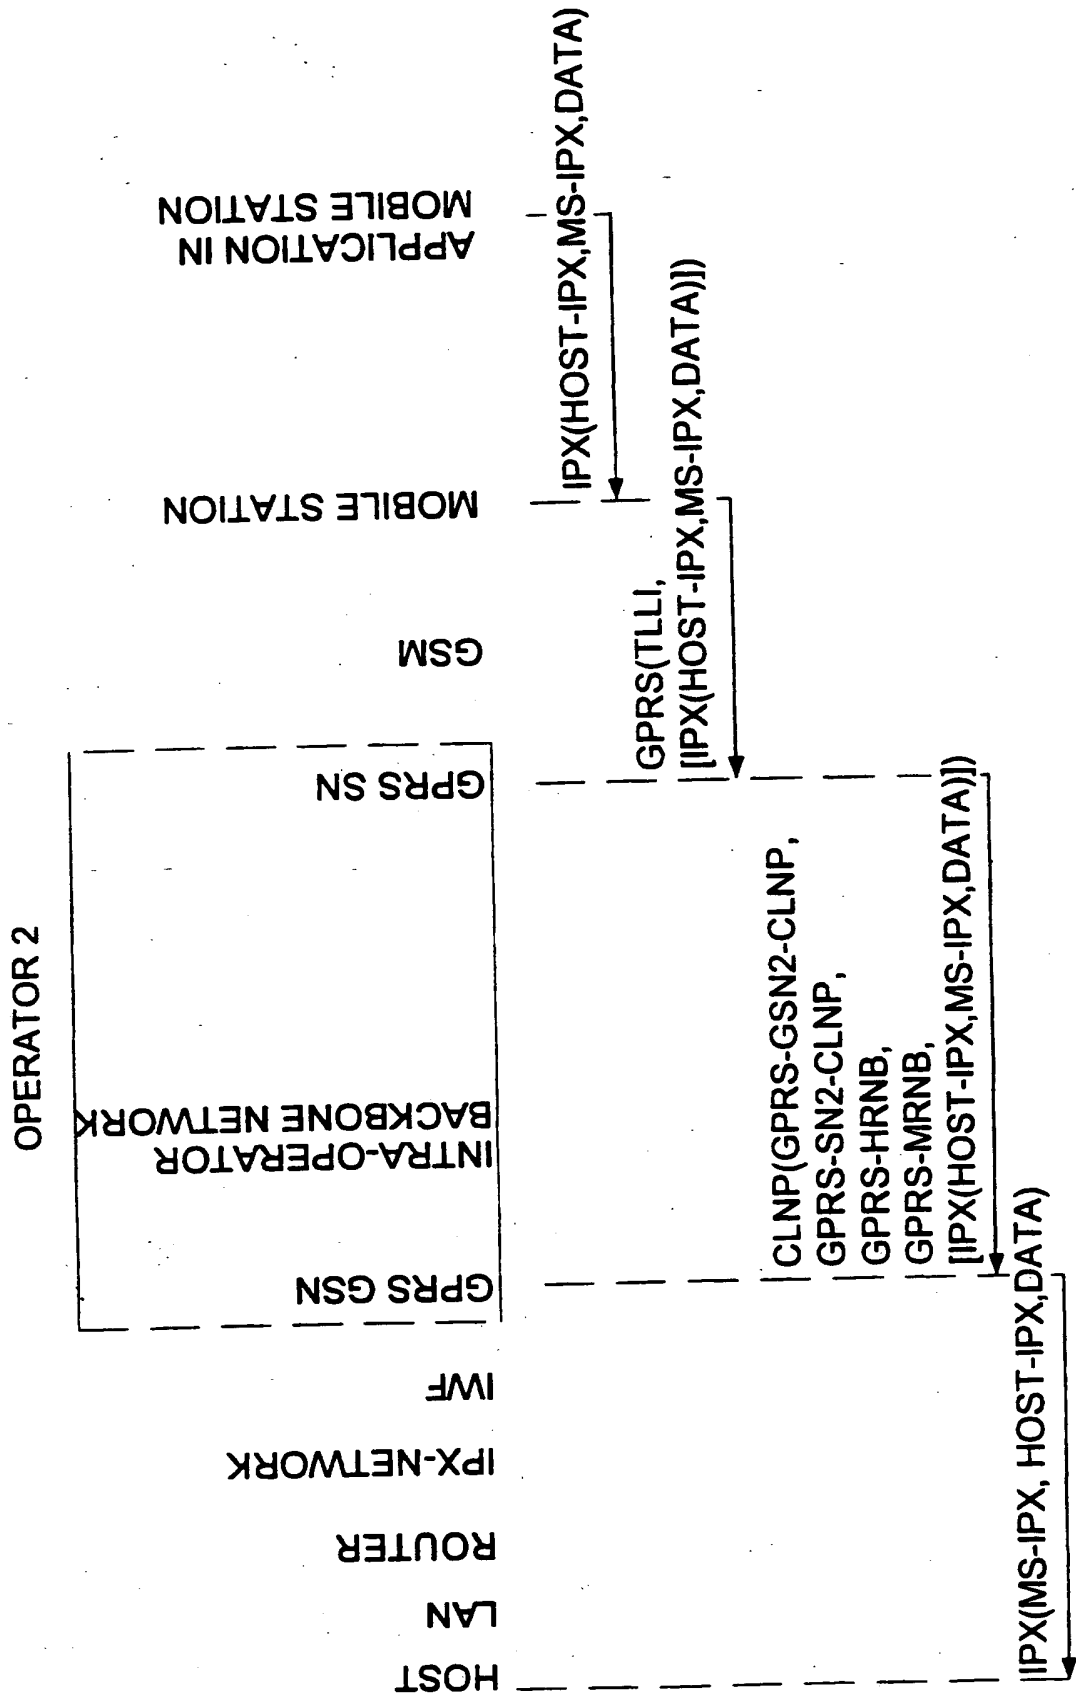 OPERATOR 2
HOST
LAN
ROUTER
IPX-NETWORK
IWF
GPRS GSN
INTRA-OPERATOR
BACKBONE NETWORK
GPRS SN
GSM
MOBILE STATION
APPLICATION IN
MOBILE STATION
IPX(HOST-IPX,MS-IPX,DATA)
GPRS(TLLI,
[IPX(HOST-IPX,MS-IPX,DATA)])
CLNP(GPRS-GSN2-CLNP,
GPRS-SN2-CLNP,
GPRS-HRNB,
GPRS-MRNB,
[IPX(HOST-IPX,MS-IPX,DATA)])
IPX(MS-IPX, HOST-IPX,DATA)